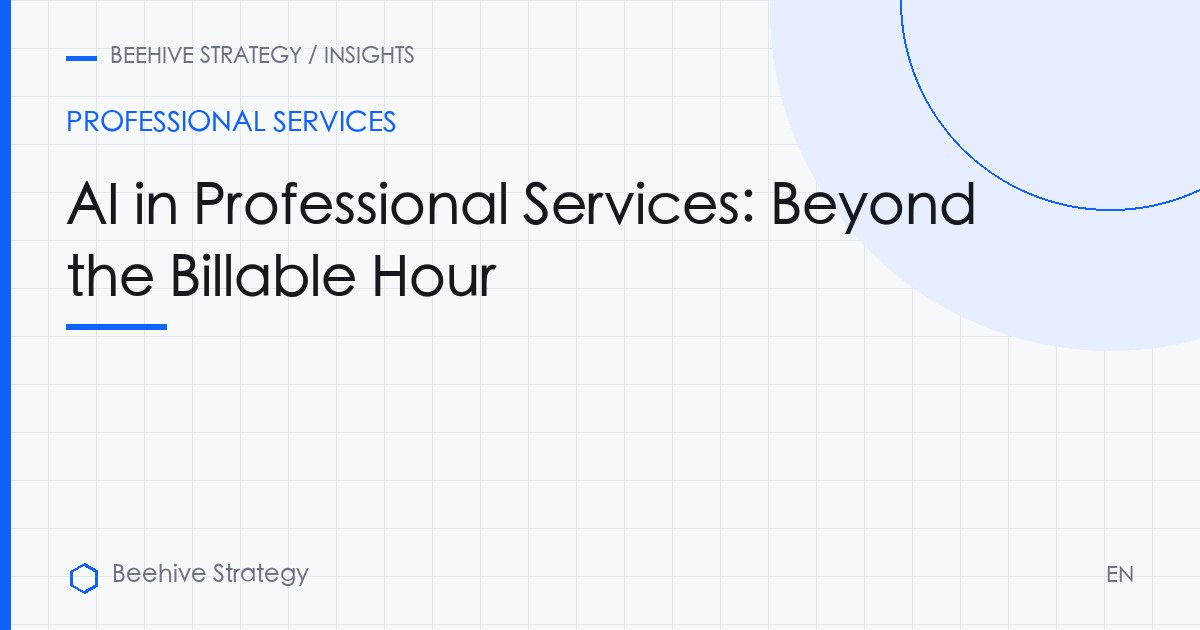 BEEHIVE STRATEGY / INSIGHTS
PROFESSIONAL SERVICES
AI in Professional Services: Beyond
the Billable Hour
Beehive Strategy
EN